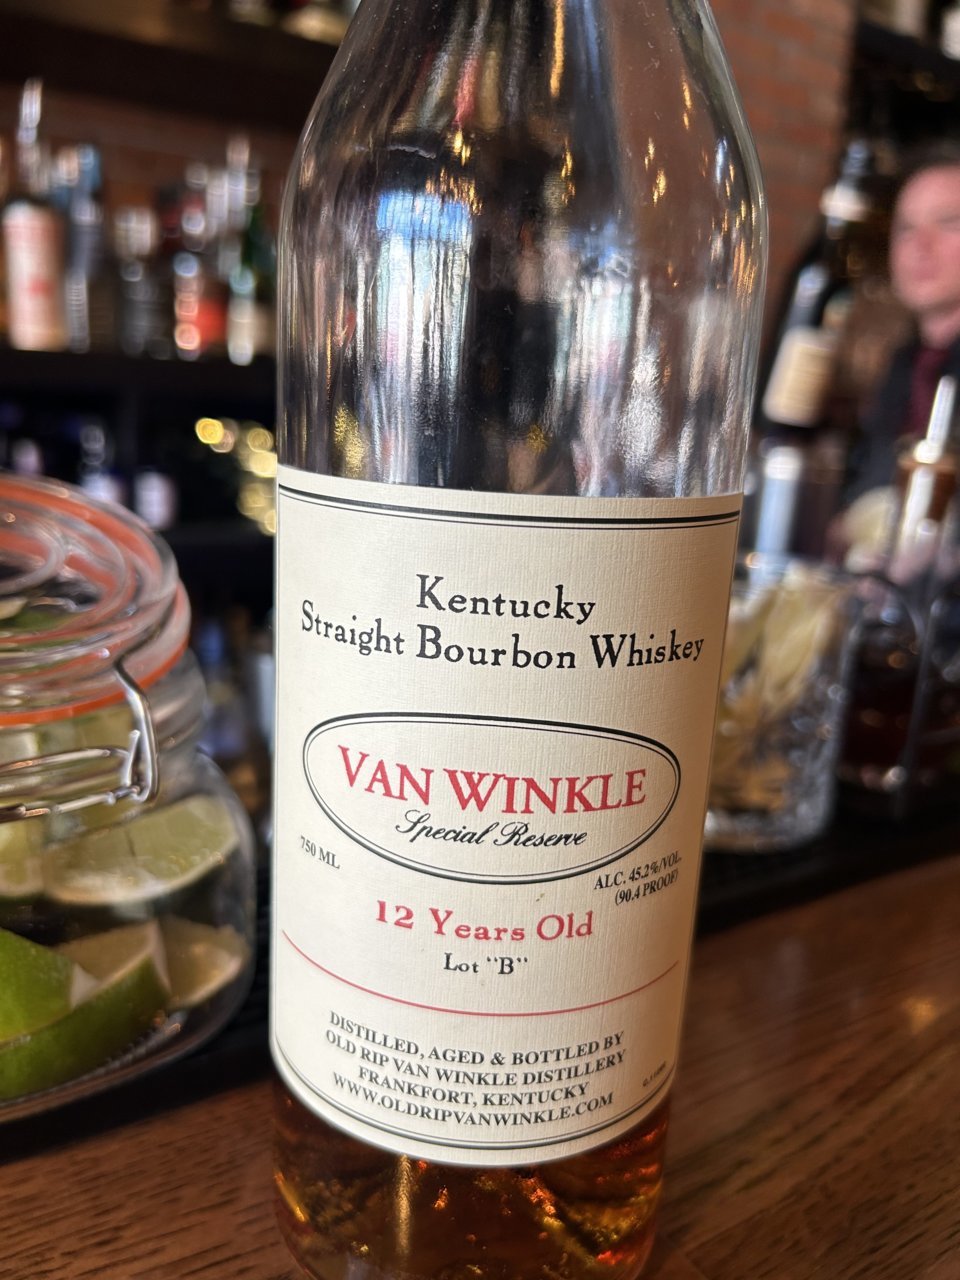 Kentucky
Straight Bourbon Whiskey
VAN WINKLE
Special Reserve
750 ML
ALC. 45.2%/VOL.
(90.4 PROOF)
12 Years Old
Lot "B"
DISTILLED, AGED & BOTTLED BY
OLD RIP VAN WINKLE DISTILLERY
FRANKFORT, KENTUCKY
WWW.OLDRIPVANWINKLE.COM